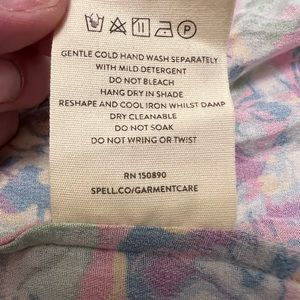 P
GENTLE COLD HAND WASH SEPARATELY
WITH MILD DETERGENT
DO NOT BLEACH
HANG DRY IN SHADE
RESHAPE AND COOL IRON WHILST DAMP
DRY CLEANABLE
DO NOT SOAK
DO NOT WRING OR TWIST
RN 150890
SPELL.CO/GARMENTCARE